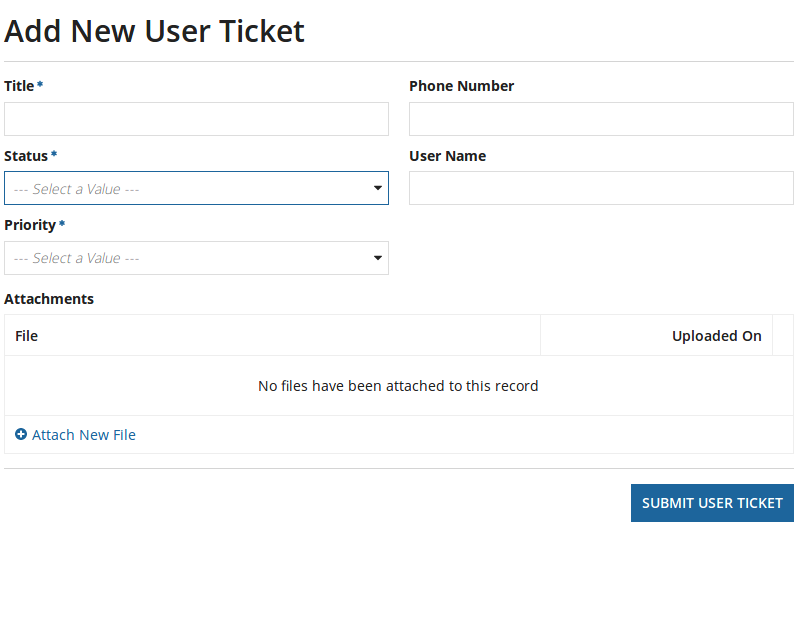 Add New User Ticket
Title * Phone Number
Status * User Name
--- Select a Value ---
Priority *
--- Select a Value ---
Attachments
File Uploaded On
No files have been attached to this record
Attach New File
SUBMIT USER TICKET